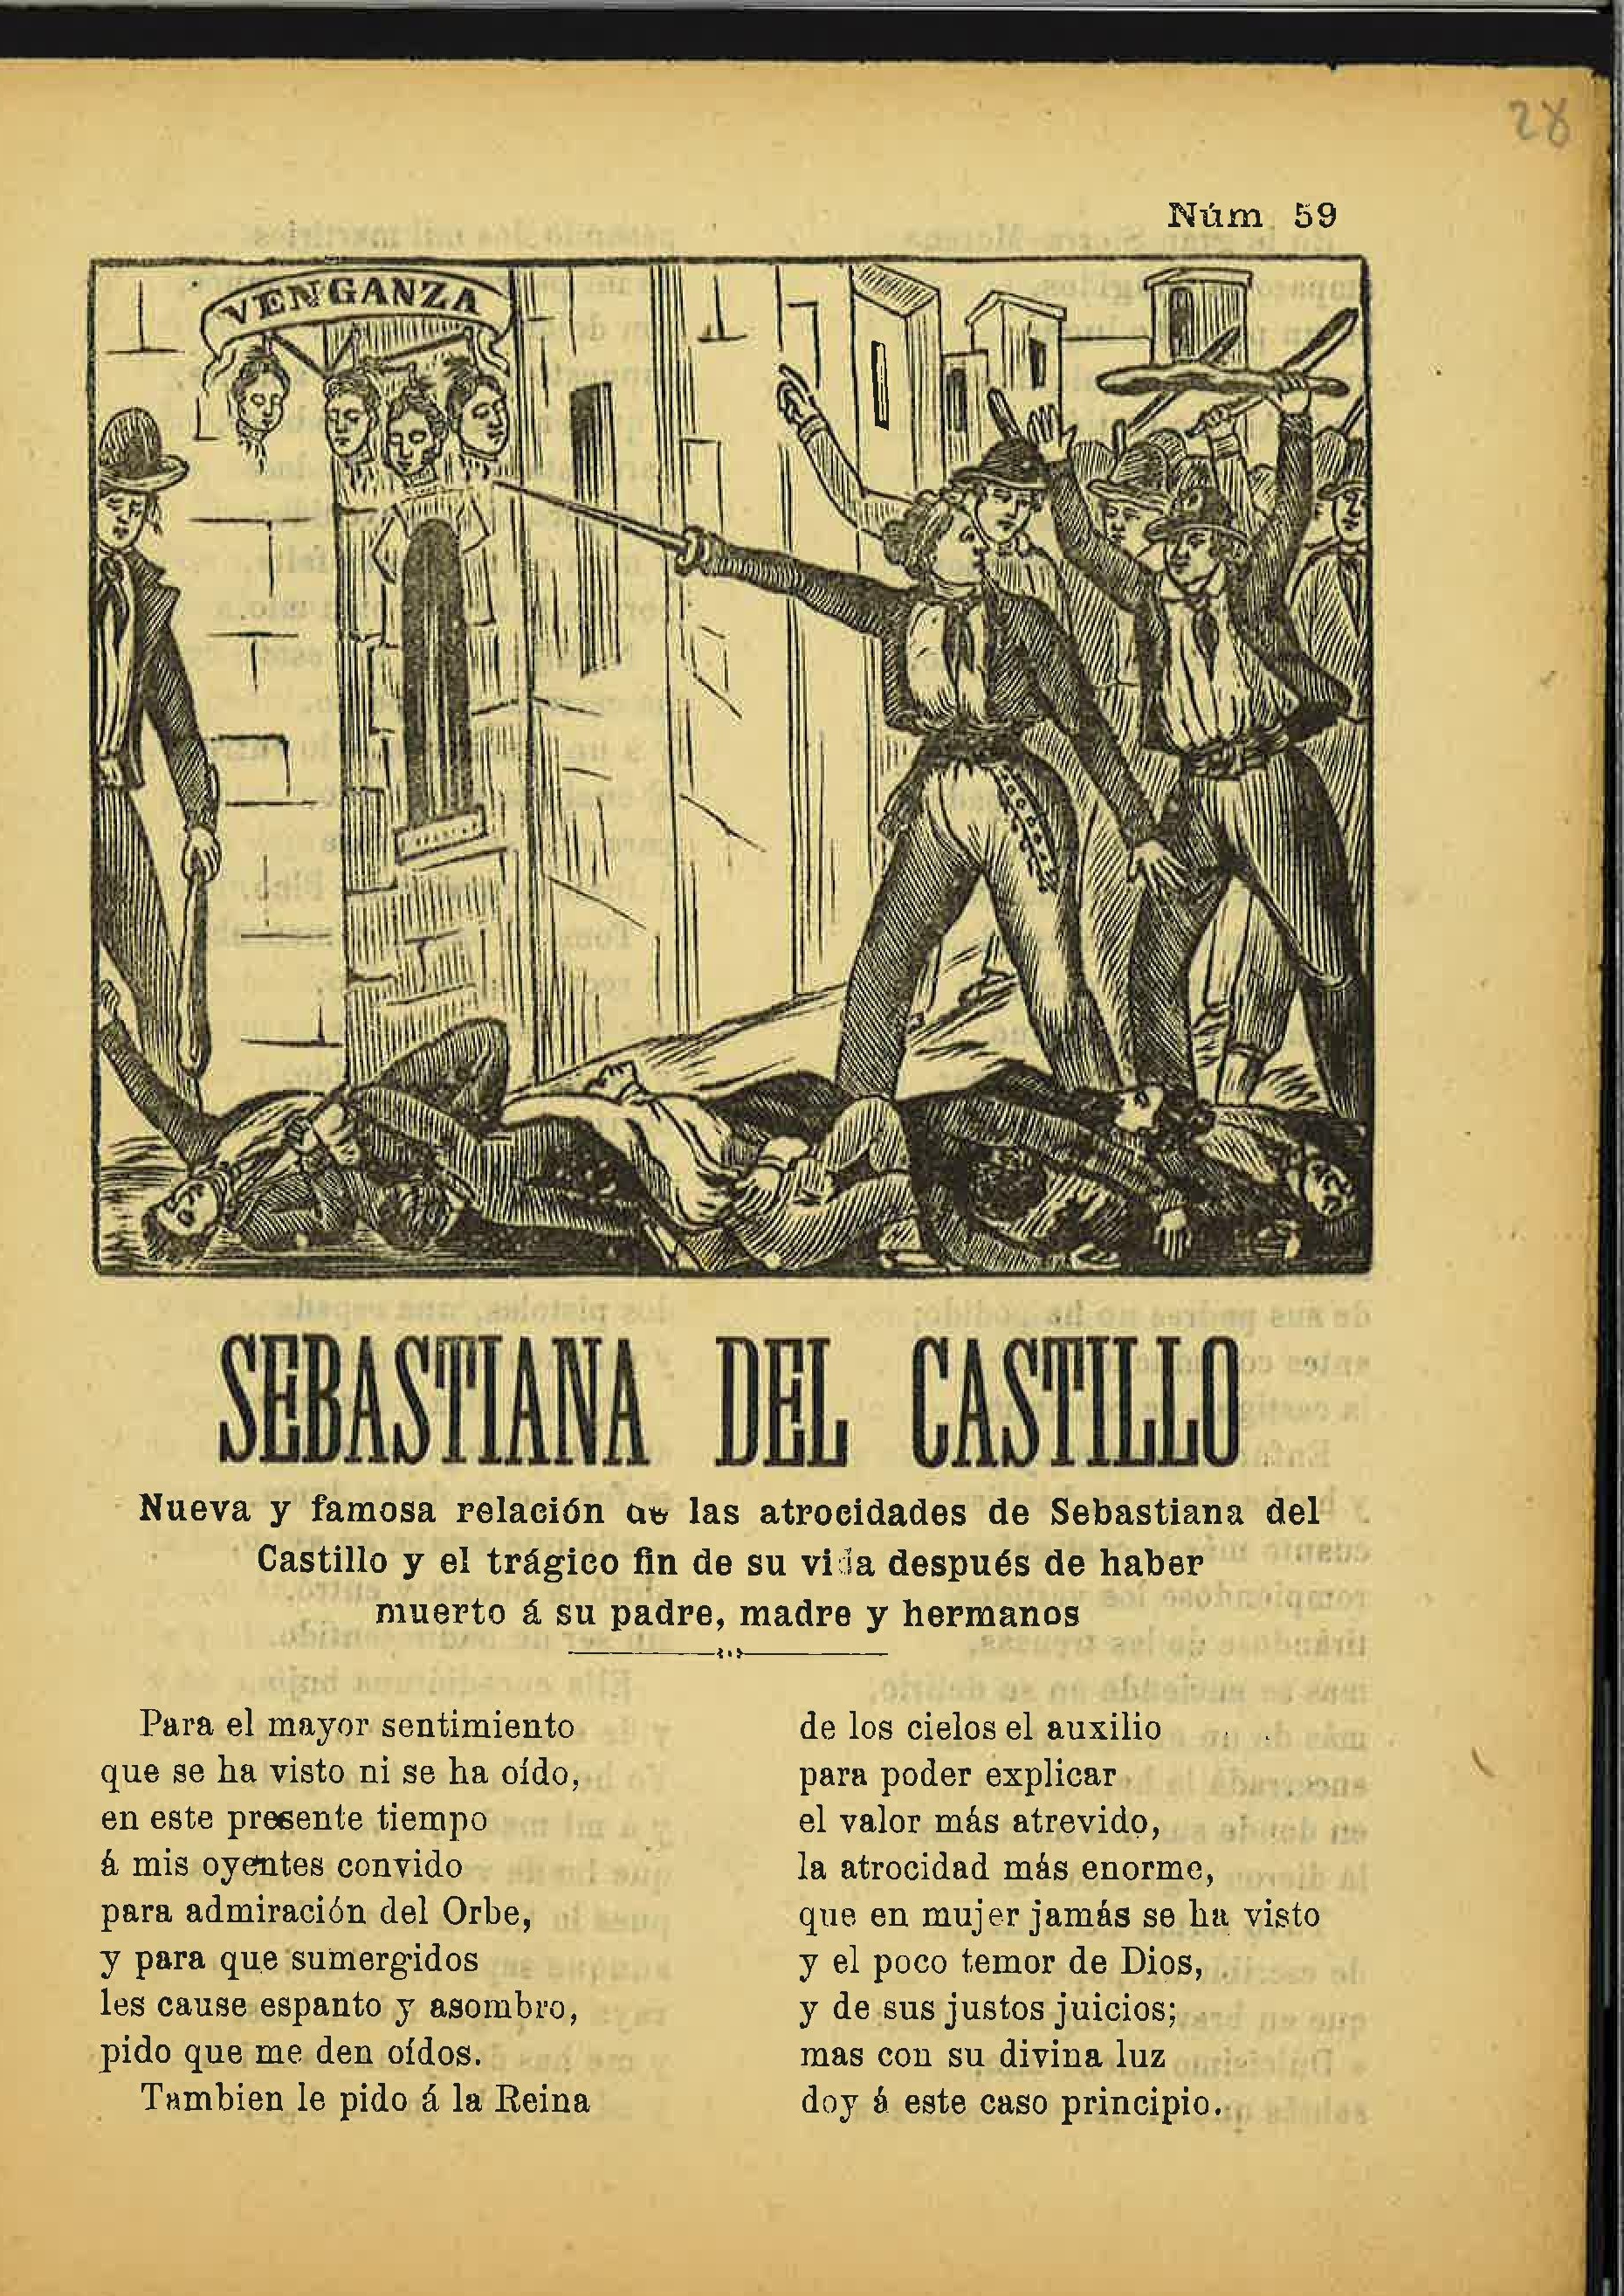 28
Núm 59
VENGANZA
SEBASTIANA DEL CASTILLO
Nueva y famosa relación de las atrocidades de Sebastiana del
Castillo y el trágico fin de su vida después de haber
muerto á su padre, madre y hermanos
Para el mayor sentimiento
que se ha visto ni se ha oído,
en este presente tiempo
á mis oyentes convido
para admiración del Orbe,
y para que sumergidos
les cause espanto y asombro,
pido que me den oídos.
Tambien le pido á la Reina
de los cielos el auxilio
para poder explicar
el valor más atrevido,
la atrocidad más enorme,
que en mujer jamás se ha visto
y el poco temor de Dios,
y de sus justos juicios;
mas con su divina luz
doy á este caso principio.